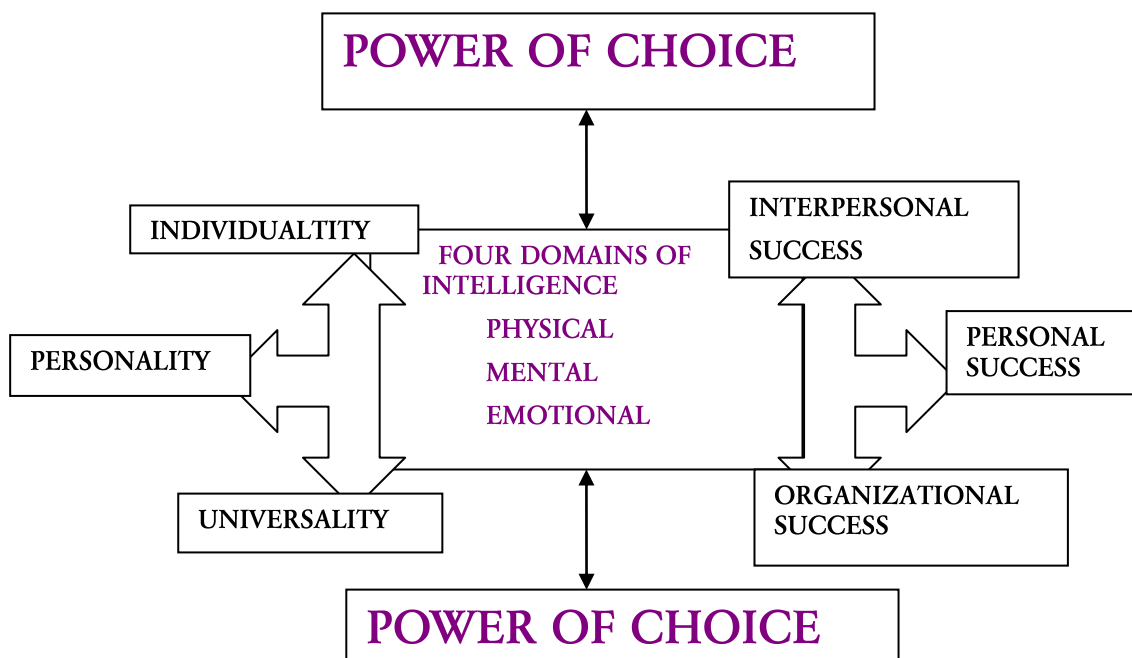 POWER OF CHOICE
INDIVIDUALTITY
INTERPERSONAL
SUCCESS
FOUR DOMAINS OF
INTELLIGENCE
PHYSICAL
MENTAL
EMOTIONAL
PERSONALITY
PERSONAL
SUCCESS
UNIVERSALITY
ORGANIZATIONAL
SUCCESS
POWER OF CHOICE